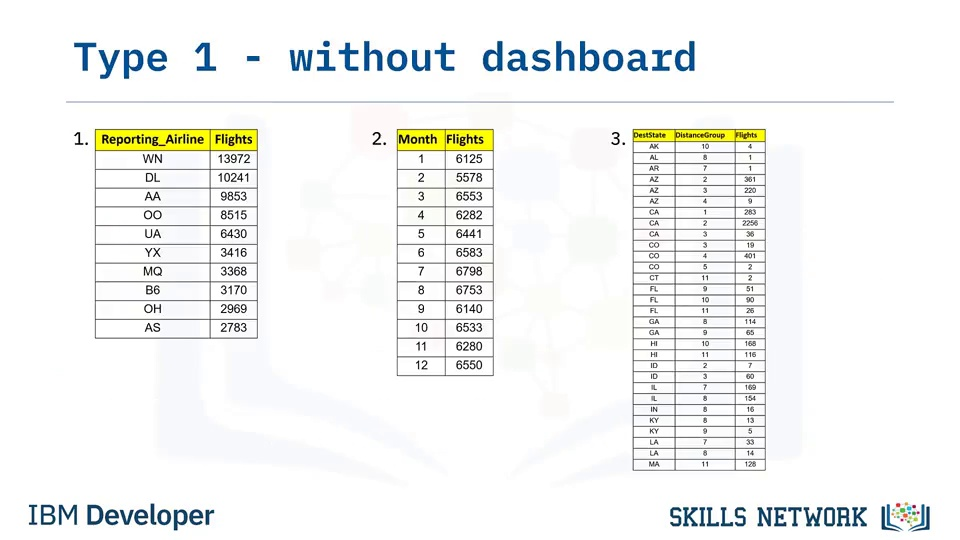 Type 1 - without dashboard
1.
Reporting_Airline Flights
WN 13972
DL 10241
AA 9853
OO 8515
UA 6430
YX 3416
MQ 3368
B6 3170
OH 2969
AS 2783
2.
Month Flights
1 6125
2 5578
3 6553
4 6282
5 6441
6 6583
7 6798
8 6753
9 6140
10 6533
11 6280
12 6550
3.
DestState DistanceGroup Flights
AK 10 4
AL 8 1
AR 7 1
AZ 2 361
AZ 3 220
AZ 4 9
CA 1 283
CA 2 2256
CA 3 36
CO 3 19
CO 4 401
CO 5 2
CT 11 2
FL 9 51
FL 10 90
FL 11 26
GA 8 114
GA 9 65
HI 10 168
HI 11 116
ID 2 7
ID 3 60
IL 7 169
IL 8 154
IN 8 16
KY 8 13
KY 9 5
LA 7 33
LA 8 14
MA 11 128
IBM Developer
SKILLS NETWORK